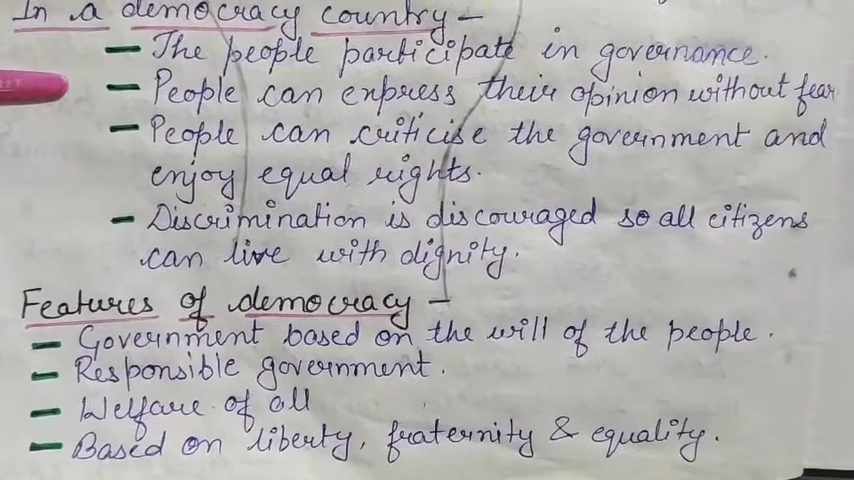 In a democracy country -
- The people participate in governance.
- People can express their opinion without fear
- People can criticise the government and
enjoy equal rights.
- Discrimination is discouraged so all citizens
can live with dignity.
Features of democracy -
- Government based on the will of the people.
- Responsible government.
- Welfare of all
- Based on liberty, fraternity & equality.